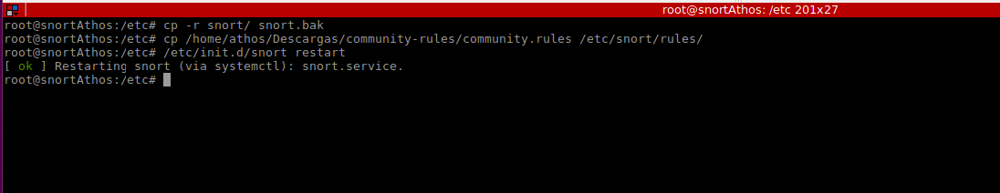 root@snortAthos: /etc 201x27
root@snortAthos:/etc# cp -r snort/ snort.bak
root@snortAthos:/etc# cp /home/athos/Descargas/community-rules/community.rules /etc/snort/rules/
root@snortAthos:/etc# /etc/init.d/snort restart
[ ok ] Restarting snort (via systemctl): snort.service.
root@snortAthos:/etc#